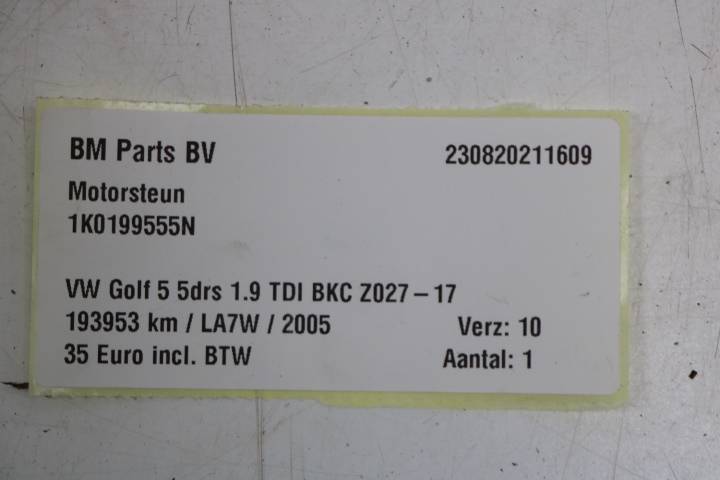 BM Parts BV 230820211609
Motorsteun
1K0199555N
VW Golf 5 5drs 1.9 TDI BKC Z027-17
193953 km / LA7W / 2005 Verz: 10
35 Euro incl. BTW Aantal: 1